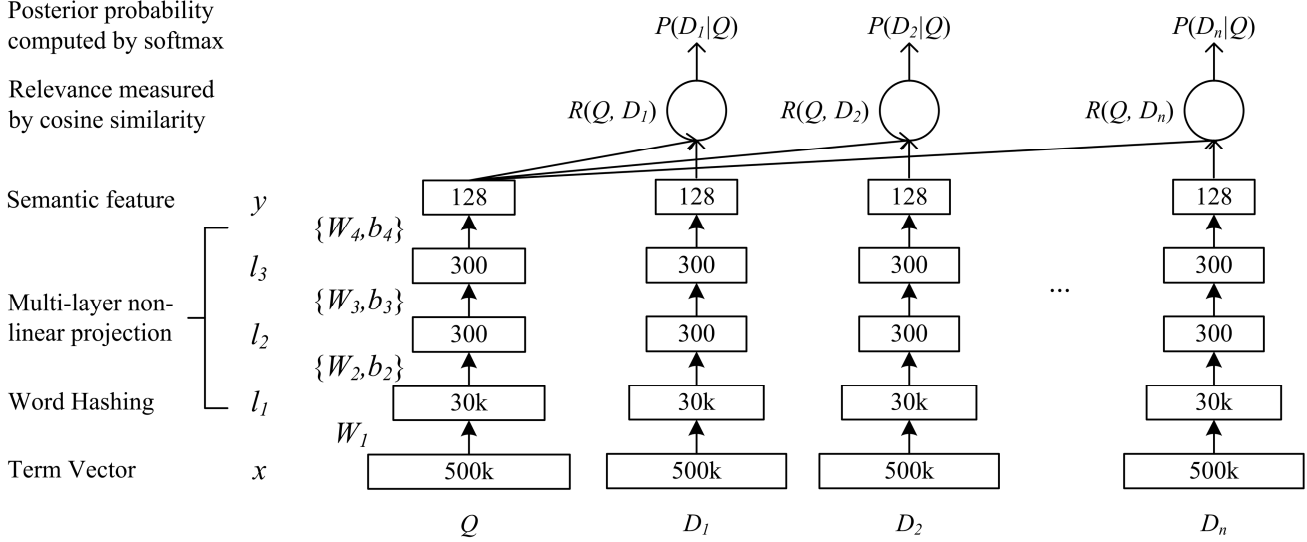 Posterior probability
computed by softmax
P(D1|Q) P(D2|Q) P(Dn|Q)
Relevance measured
by cosine similarity
R(Q, D1) R(Q, D2) R(Q, Dn)
Semantic feature y 128 128 128 128
{W4,b4}
l3 300 300 300 300
Multi-layer non-
linear projection
{W3,b3} ...
l2 300 300 300 300
{W2,b2}
Word Hashing l1 30k 30k 30k 30k
W1
Term Vector x 500k 500k 500k 500k
Q D1 D2 Dn